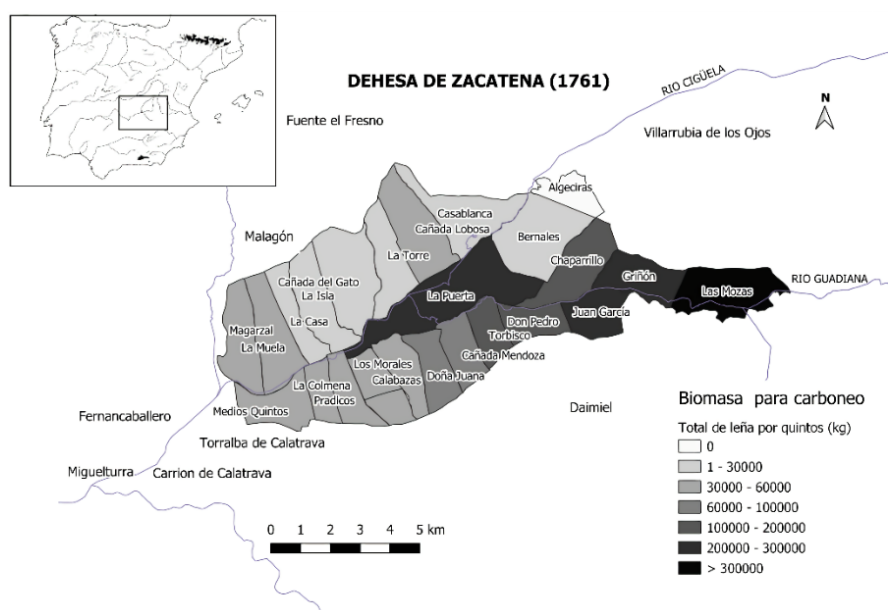 DEHESA DE ZACATENA (1761)
RIO CIGÜELA
N
Fuente el Fresno
Villarrubia de los Ojos
Algeciras
Casablanca
Cañada Lobosa
Bernales
Malagón
La Torre
Chaparrillo
Cañada del Gato
La Isla
Griñón
RIO GUADIANA
La Puerta
Las Mozas
La Casa
Juan García
Magarzal
La Muela
Don Pedro
Torbisco
Cañada Mendoza
Los Morales
Calabazas
Doña Juana
La Colmena
Pradicos
Medios Quintos
Fernancaballero
Daimiel
Torralba de Calatrava
Miguelturra
Carrion de Calatrava
Biomasa para carboneo
Total de leña por quintos (kg)
0
1 - 30000
30000 - 60000
60000 - 100000
100000 - 200000
200000 - 300000
> 300000
0 1 2 3 4 5 km